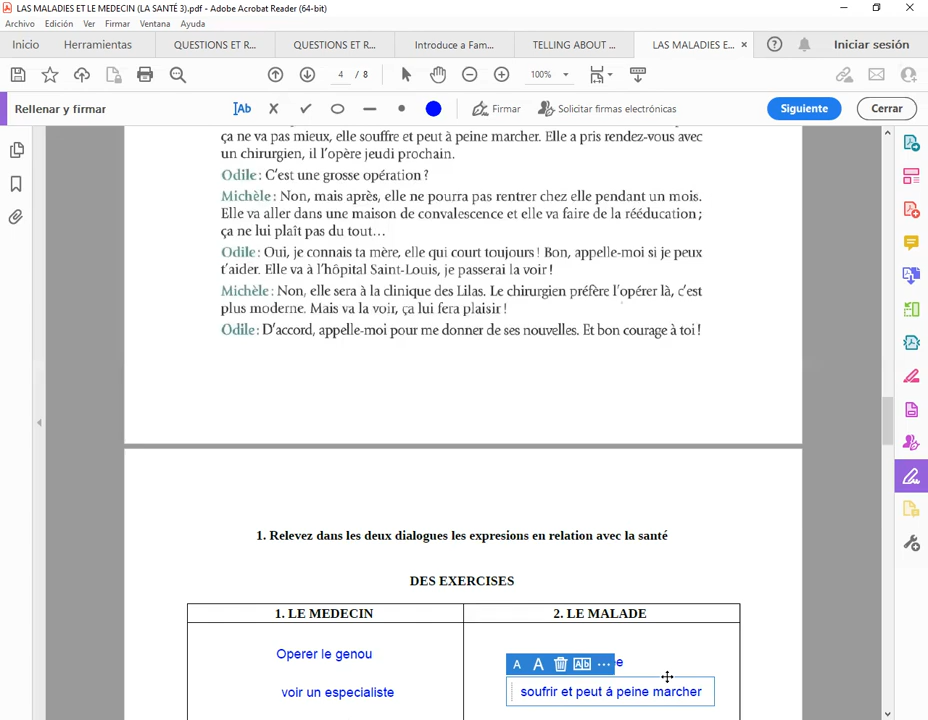 LAS MALADIES ET LE MEDECIN (LA SANTÉ 3).pdf - Adobe Acrobat Reader (64-bit)
Archivo Edición Ver Firmar Ventana Ayuda
Inicio Herramientas QUESTIONS ET R... QUESTIONS ET R... Introduce a Fam... TELLING ABOUT ... LAS MALADIES E... × Iniciar sesión
4 / 8 100%
Rellenar y firmar Ab Firmar Solicitar firmas electrónicas Siguiente Cerrar
ça ne va pas mieux, elle souffre et peut à peine marcher. Elle a pris rendez-vous avec
un chirurgien, il l'opère jeudi prochain.
Odile : C'est une grosse opération ?
Michèle : Non, mais après, elle ne pourra pas rentrer chez elle pendant un mois.
Elle va aller dans une maison de convalescence et elle va faire de la rééducation ;
ça ne lui plaît pas du tout...
Odile : Oui, je connais ta mère, elle qui court toujours ! Bon, appelle-moi si je peux
t'aider. Elle va à l'hôpital Saint-Louis, je passerai la voir !
Michèle : Non, elle sera à la clinique des Lilas. Le chirurgien préfère l'opérer là, c'est
plus moderne. Mais va la voir, ça lui fera plaisir !
Odile : D'accord, appelle-moi pour me donner de ses nouvelles. Et bon courage à toi !
1. Relevez dans les deux dialogues les expresions en relation avec la santé
DES EXERCISES
1. LE MEDECIN 2. LE MALADE
Operer le genou
A A Ab ... e
voir un especialiste soufrir et peut á peine marcher